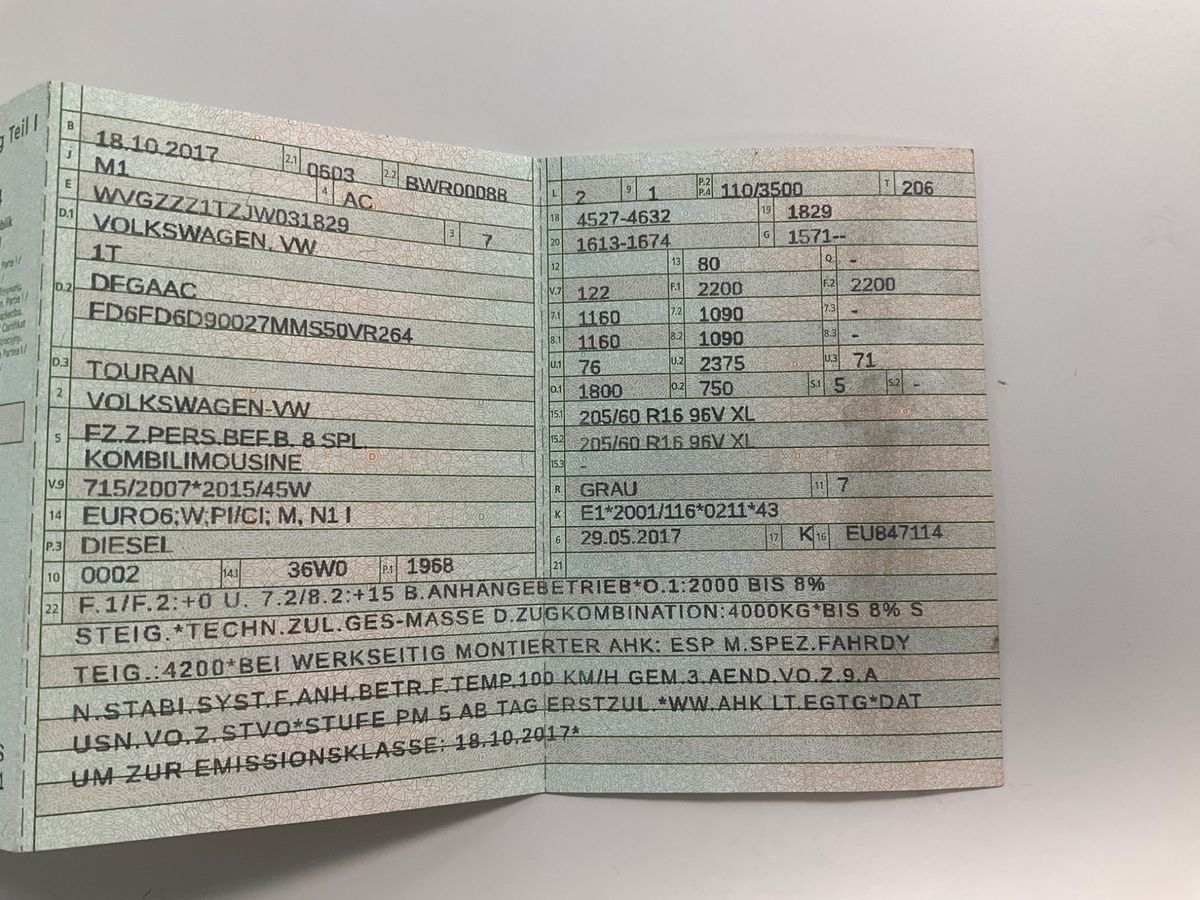 g Teil I
B 18.10.2017 2.1 0603 2.2 BWR00088
J M1 4 AC
E WVGZZZ1TZJW031829 3 7
D.1 VOLKSWAGEN, VW
1T
D.2 DFGAAC
FD6FD6D90027MMS50VR264
D.3 TOURAN
2 VOLKSWAGEN-VW
5 FZ.Z.PERS.BEF.B. 8 SPL.
KOMBILIMOUSINE
V.9 715/2007*2015/45W
14 EURO6;W;PI/CI; M, N1 I
P.3 DIESEL
10 0002 14.1 36W0 P.1 1968
L 2 9 1 P.2 P.4 110/3500 T 206
18 4527-4632 19 1829
20 1613-1674 G 1571--
12 13 80 Q -
V.7 122 F.1 2200 F.2 2200
7.1 1160 7.2 1090 7.3 -
8.1 1160 8.2 1090 8.3 -
U.1 76 U.2 2375 U.3 71
O.1 1800 O.2 750 S.1 5 S.2 -
15.1 205/60 R16 96V XL
15.2 205/60 R16 96V XL
15.3 -
R GRAU 11 7
K E1*2001/116*0211*43
6 29.05.2017 17 K 16 EU847114
21
22 F.1/F.2:+0 U. 7.2/8.2:+15 B.ANHÄNGEBETRIEB*O.1:2000 BIS 8%
STEIG.*TECHN.ZUL.GES-MASSE D.ZUGKOMBINATION:4000KG*BIS 8% S
TEIG.:4200*BEI WERKSEITIG MONTIERTER AHK: ESP M.SPEZ.FAHRDY
N.STABI.SYST.F.ANH.BETR.F.TEMP.100 KM/H GEM.3.AEND.VO.Z.9.A
USN.VO.Z.STVO*STUFE PM 5 AB TAG ERSTZUL.*WW.AHK LT.EGTG*DAT
UM ZUR EMISSIONSKLASSE: 18.10.2017*